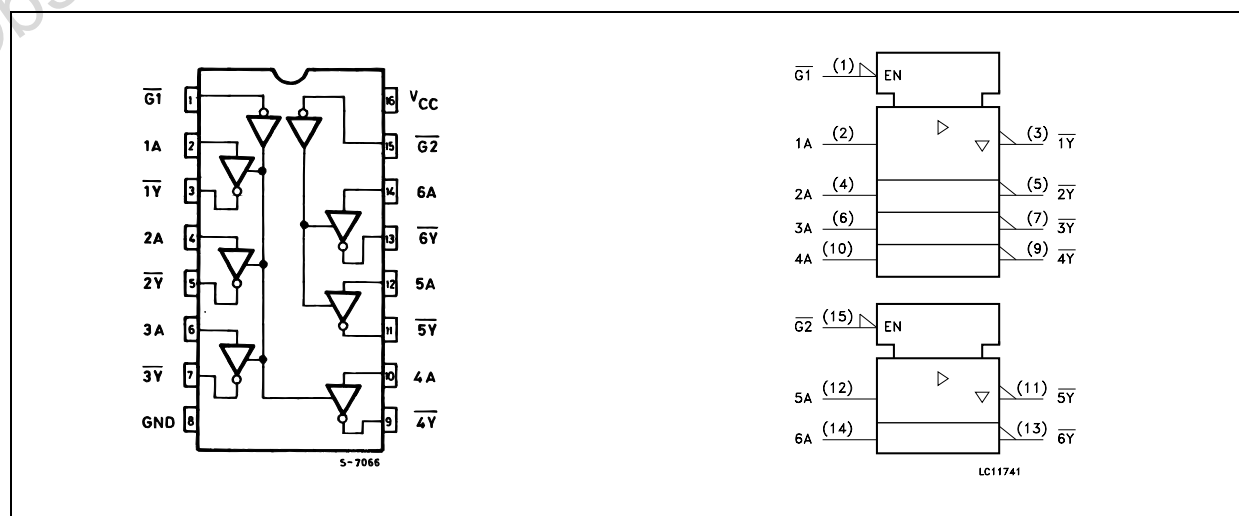 obs
G1 1
1A 2
1Y 3
2A 4
2Y 5
3A 6
3Y 7
GND 8
16 VCC
15 G2
14 6A
13 6Y
12 5A
11 5Y
10 4A
9 4Y
S-7066
G1 (1) EN
1A (2) (3) 1Y
2A (4) (5) 2Y
3A (6) (7) 3Y
4A (10) (9) 4Y
G2 (15) EN
5A (12) (11) 5Y
6A (14) (13) 6Y
LC11741